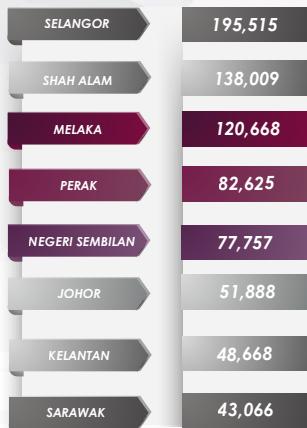 SELANGOR 195,515
SHAH ALAM 138,009
MELAKA 120,668
PERAK 82,625
NEGERI SEMBILAN 77,757
JOHOR 51,888
KELANTAN 48,668
SARAWAK 43,066